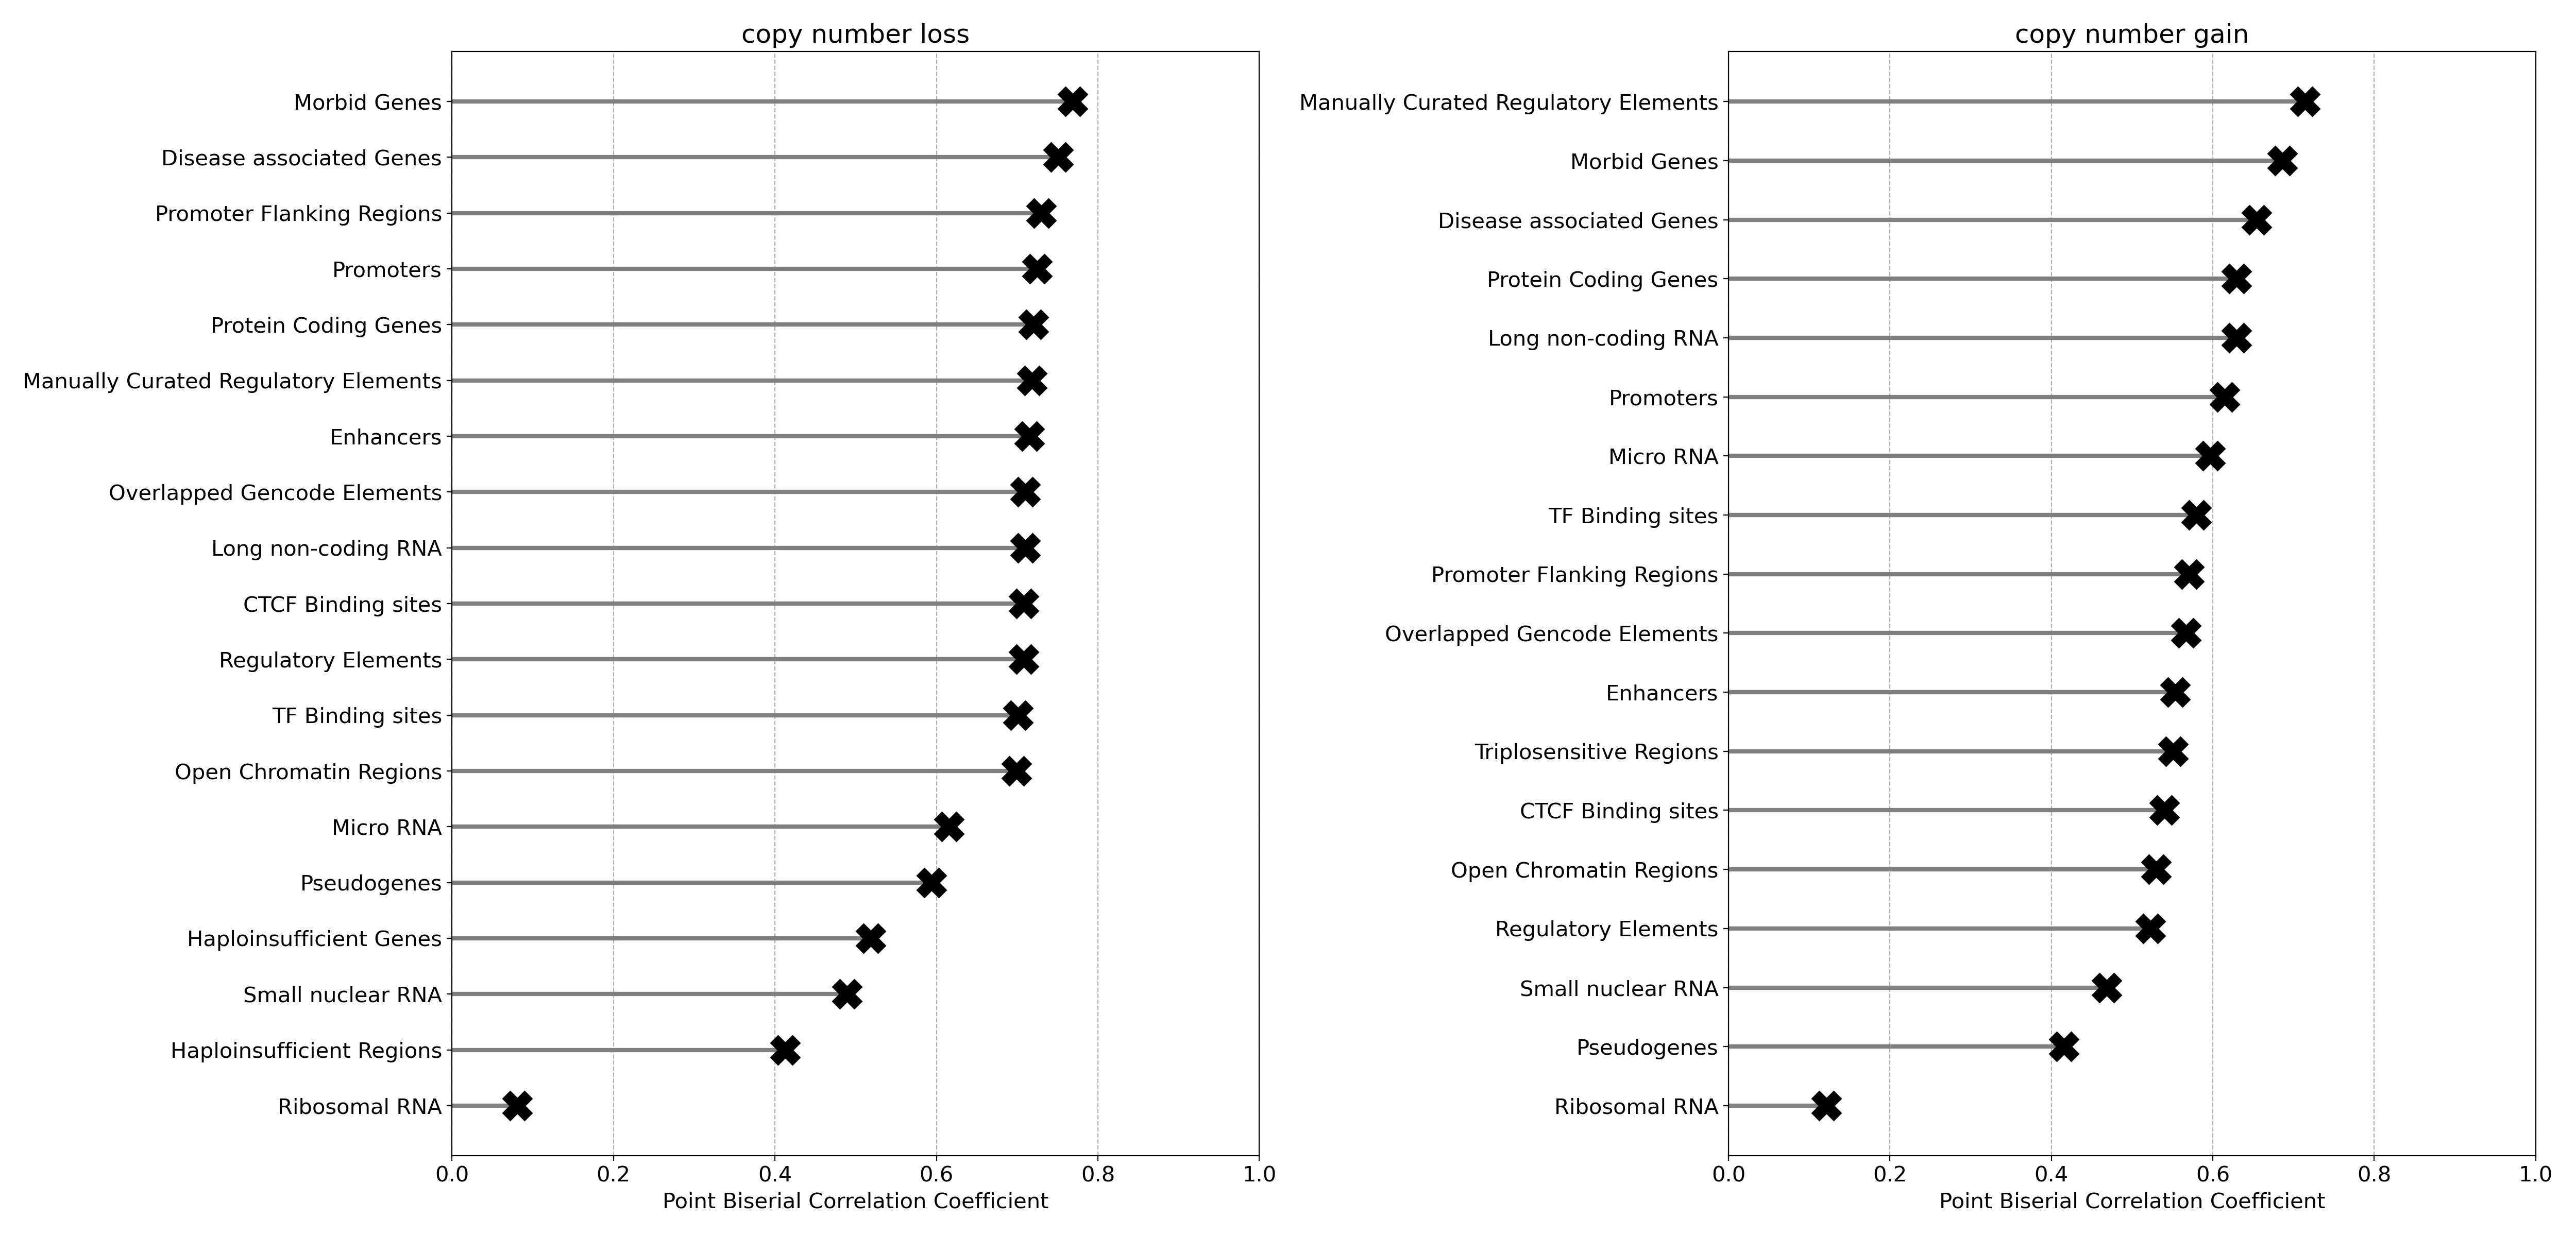 copy number loss
Morbid Genes
Disease associated Genes
Promoter Flanking Regions
Promoters
Protein Coding Genes
Manually Curated Regulatory Elements
Enhancers
Overlapped Gencode Elements
Long non-coding RNA
CTCF Binding sites
Regulatory Elements
TF Binding sites
Open Chromatin Regions
Micro RNA
Pseudogenes
Haploinsufficient Genes
Small nuclear RNA
Haploinsufficient Regions
Ribosomal RNA
0.0 0.2 0.4 0.6 0.8 1.0
Point Biserial Correlation Coefficient
copy number gain
Manually Curated Regulatory Elements
Morbid Genes
Disease associated Genes
Protein Coding Genes
Long non-coding RNA
Promoters
Micro RNA
TF Binding sites
Promoter Flanking Regions
Overlapped Gencode Elements
Enhancers
Triplosensitive Regions
CTCF Binding sites
Open Chromatin Regions
Regulatory Elements
Small nuclear RNA
Pseudogenes
Ribosomal RNA
0.0 0.2 0.4 0.6 0.8 1.0
Point Biserial Correlation Coefficient